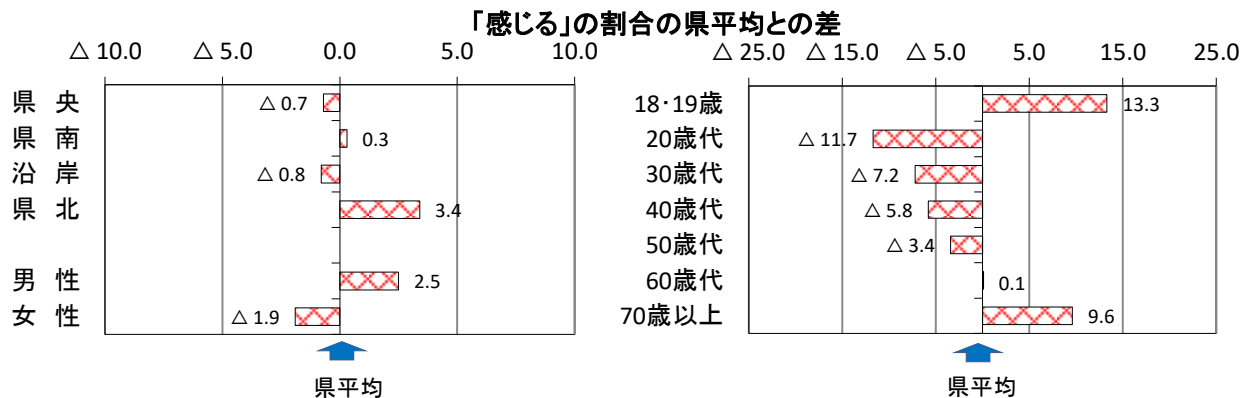 「感じる」の割合の県平均との差
△ 10.0 △ 5.0 0.0 5.0 10.0
県 央 △ 0.7
県 南 0.3
沿 岸 △ 0.8
県 北 3.4
男 性 2.5
女 性 △ 1.9
県平均
△ 25.0 △ 15.0 △ 5.0 5.0 15.0 25.0
18・19歳 13.3
20歳代 △ 11.7
30歳代 △ 7.2
40歳代 △ 5.8
50歳代 △ 3.4
60歳代 0.1
70歳以上 9.6
県平均